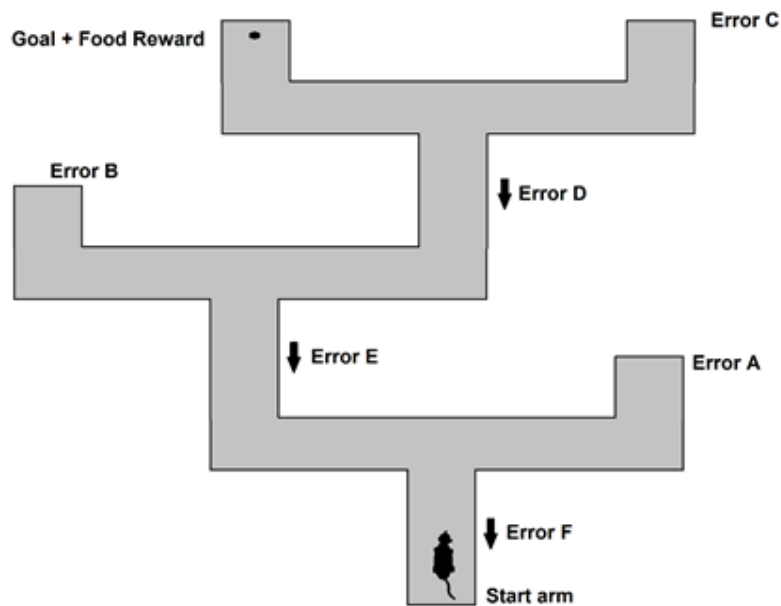 Goal + Food Reward
Error C
Error B
Error D
Error E
Error A
Error F
Start arm